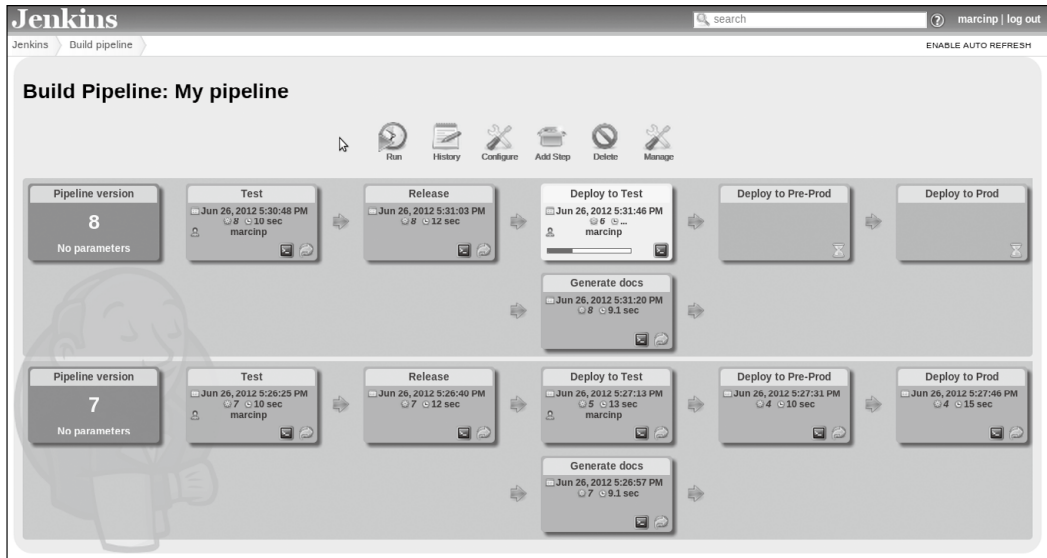 Jenkins
search
marcinp | log out
Jenkins
Build pipeline
ENABLE AUTO REFRESH
Build Pipeline: My pipeline
Run
History
Configure
Add Step
Delete
Manage
Pipeline version
8
No parameters
Test
Jun 26, 2012 5:30:48 PM
8 10 sec
marcinp
Release
Jun 26, 2012 5:31:03 PM
8 12 sec
Deploy to Test
Jun 26, 2012 5:31:46 PM
6 ...
marcinp
Deploy to Pre-Prod
Deploy to Prod
Generate docs
Jun 26, 2012 5:31:20 PM
8 9.1 sec
Pipeline version
7
No parameters
Test
Jun 26, 2012 5:26:25 PM
7 10 sec
marcinp
Release
Jun 26, 2012 5:26:40 PM
7 12 sec
Deploy to Test
Jun 26, 2012 5:27:13 PM
5 13 sec
marcinp
Deploy to Pre-Prod
Jun 26, 2012 5:27:31 PM
4 10 sec
Deploy to Prod
Jun 26, 2012 5:27:46 PM
4 15 sec
Generate docs
Jun 26, 2012 5:26:57 PM
7 9.1 sec